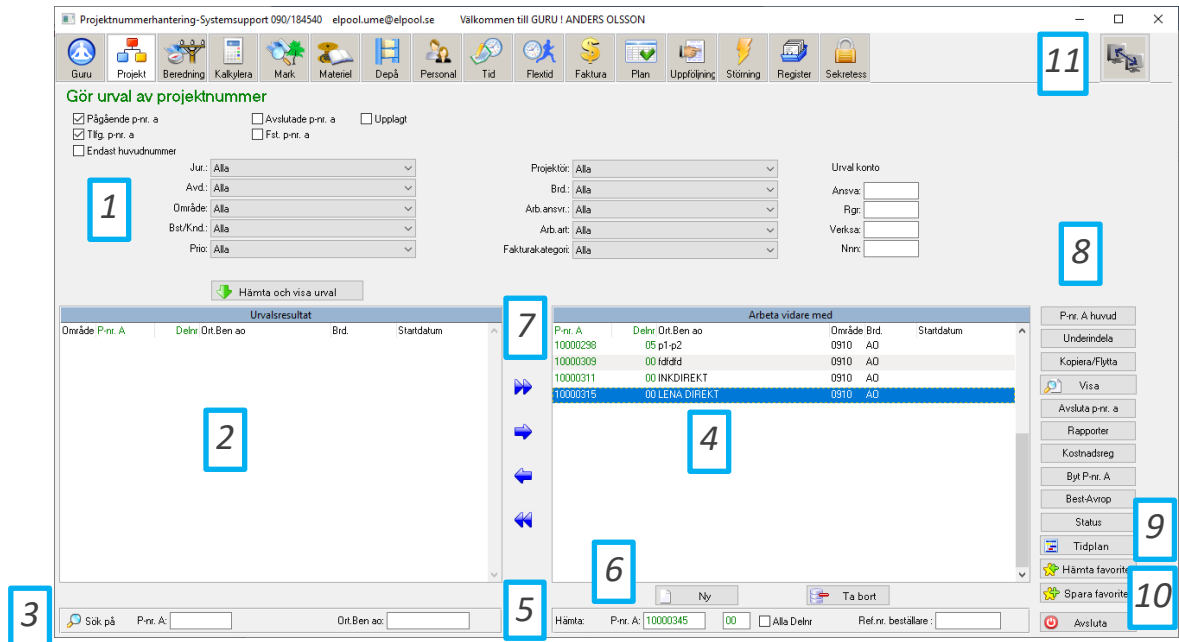 Projektnummerhantering-Systemsupport 090/184540   elpool.ume@elpool.se   Välkommen till GURU ! ANDERS OLSSON
Guru Projekt Beredning Kalkylera Mark Materiel Depå Personal Tid Flextid Faktura Plan Uppföljning Störning Register Sekretess
11
Gör urval av projektnummer
Pågående p-nr. a   Avslutade p-nr. a   Upplagt
Tlfg. p-nr. a   Fst. p-nr. a
Endast huvudnummer
1
Jur.: Alla   Projektör: Alla   Urval konto
Avd.: Alla   Brd.: Alla   Ansva:
Område: Alla   Arb.ansvr.: Alla   Rgr:
Bst/Knd.: Alla   Arb.art: Alla   Verksa:
Prio: Alla   Fakturakategori: Alla   Nnn:
8
Hämta och visa urval
7
Urvalsresultat
Område P-nr. A   Delnr Ort.Ben ao   Brd.   Startdatum
2
Arbeta vidare med
P-nr. A   Delnr Ort.Ben ao   Område Brd.   Startdatum
10000298   05 p1-p2   0910 AO
10000309   00 fdfdfd   0910 AO
10000311   00 INKDIREKT   0910 AO
10000315   00 LENA DIREKT   0910 AO
4
P-nr. A huvud
Underindela
Kopiera/Flytta
Visa
Avsluta p-nr. a
Rapporter
Kostnadsreg
Byt P-nr. A
Best-Avrop
Status
9
Tidplan
Hämta favorite
10
Spara favorite
Avsluta
6
Ny   Ta bort
3
Sök på   P-nr. A:   Ort.Ben ao:
5
Hämta:   P-nr. A: 10000345   00   Alla Delnr   Ref.nr. beställare :